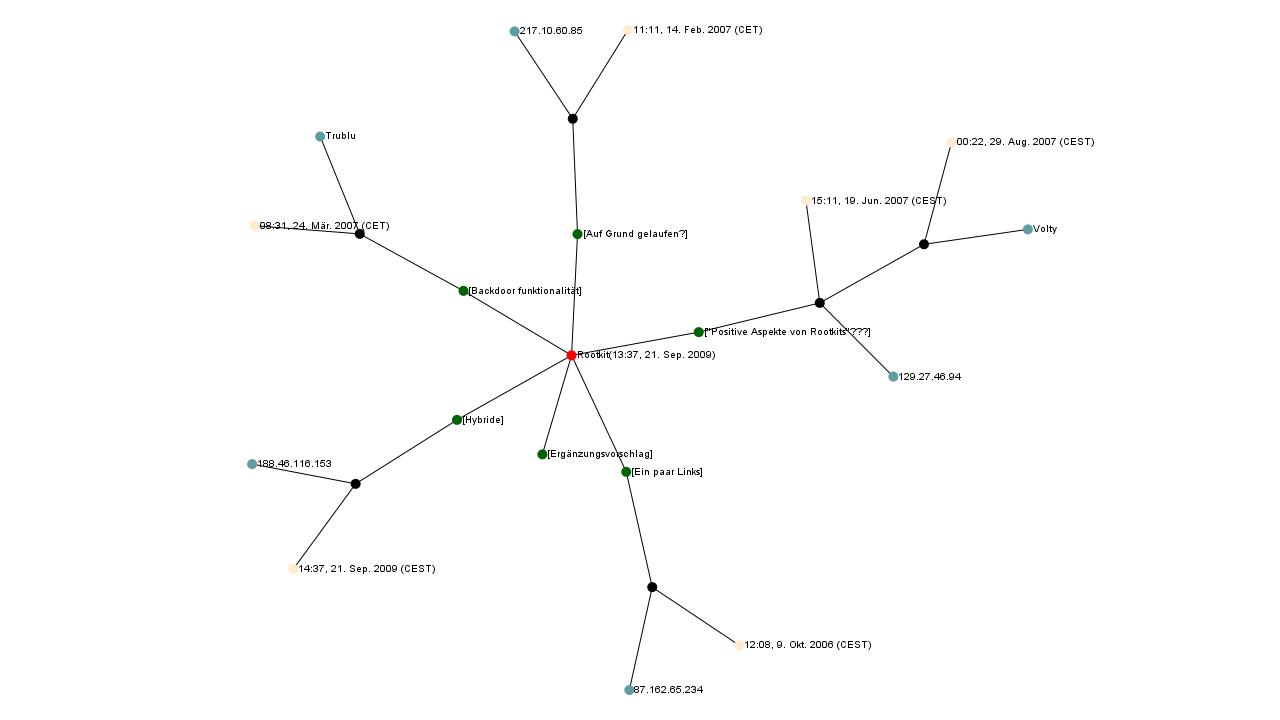 217.10.60.85
11:11, 14. Feb. 2007 (CET)
Trublu
00:22, 29. Aug. 2007 (CEST)
15:11, 19. Jun. 2007 (CEST)
08:31, 24. Mär. 2007 (CET)
Volty
[Auf Grund gelaufen?]
[Backdoor funktionalität]
["Positive Aspekte von Rootkits"???]
Rootkit(13:37, 21. Sep. 2009)
129.27.46.94
[Hybride]
[Ergänzungsvorschlag]
188.46.116.153
[Ein paar Links]
14:37, 21. Sep. 2009 (CEST)
12:08, 9. Okt. 2006 (CEST)
87.162.65.234